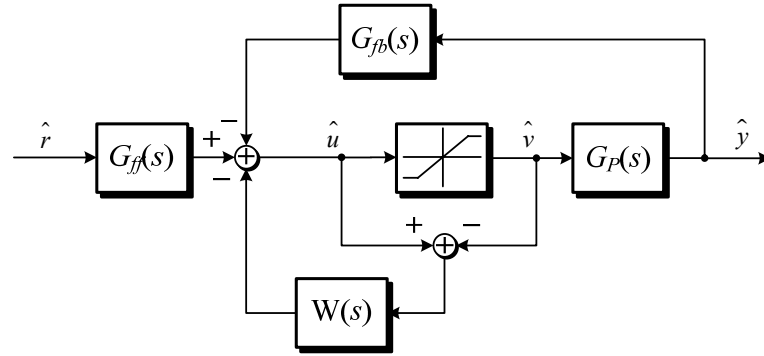 G_fb(s)
−
r̂
G_ff(s)
+
−
+
û
v̂
G_P(s)
ŷ
+
−
+
W(s)